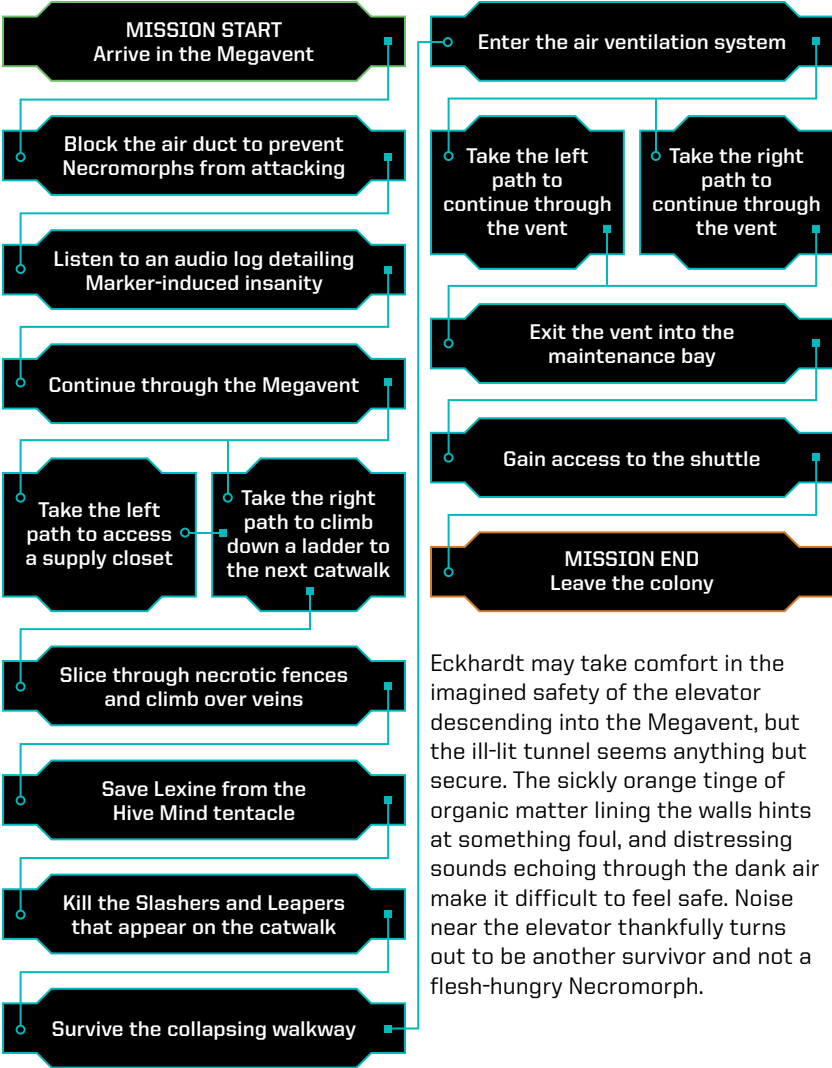 MISSION START
Arrive in the Megavent
Block the air duct to prevent
Necromorphs from attacking
Listen to an audio log detailing
Marker-induced insanity
Continue through the Megavent
Take the left
path to access
a supply closet
Take the right
path to climb
down a ladder to
the next catwalk
Slice through necrotic fences
and climb over veins
Save Lexine from the
Hive Mind tentacle
Kill the Slashers and Leapers
that appear on the catwalk
Survive the collapsing walkway
Enter the air ventilation system
Take the left
path to
continue through
the vent
Take the right
path to
continue through
the vent
Exit the vent into the
maintenance bay
Gain access to the shuttle
MISSION END
Leave the colony
Eckhardt may take comfort in the
imagined safety of the elevator
descending into the Megavent, but
the ill-lit tunnel seems anything but
secure. The sickly orange tinge of
organic matter lining the walls hints
at something foul, and distressing
sounds echoing through the dank air
make it difficult to feel safe. Noise
near the elevator thankfully turns
out to be another survivor and not a
flesh-hungry Necromorph.